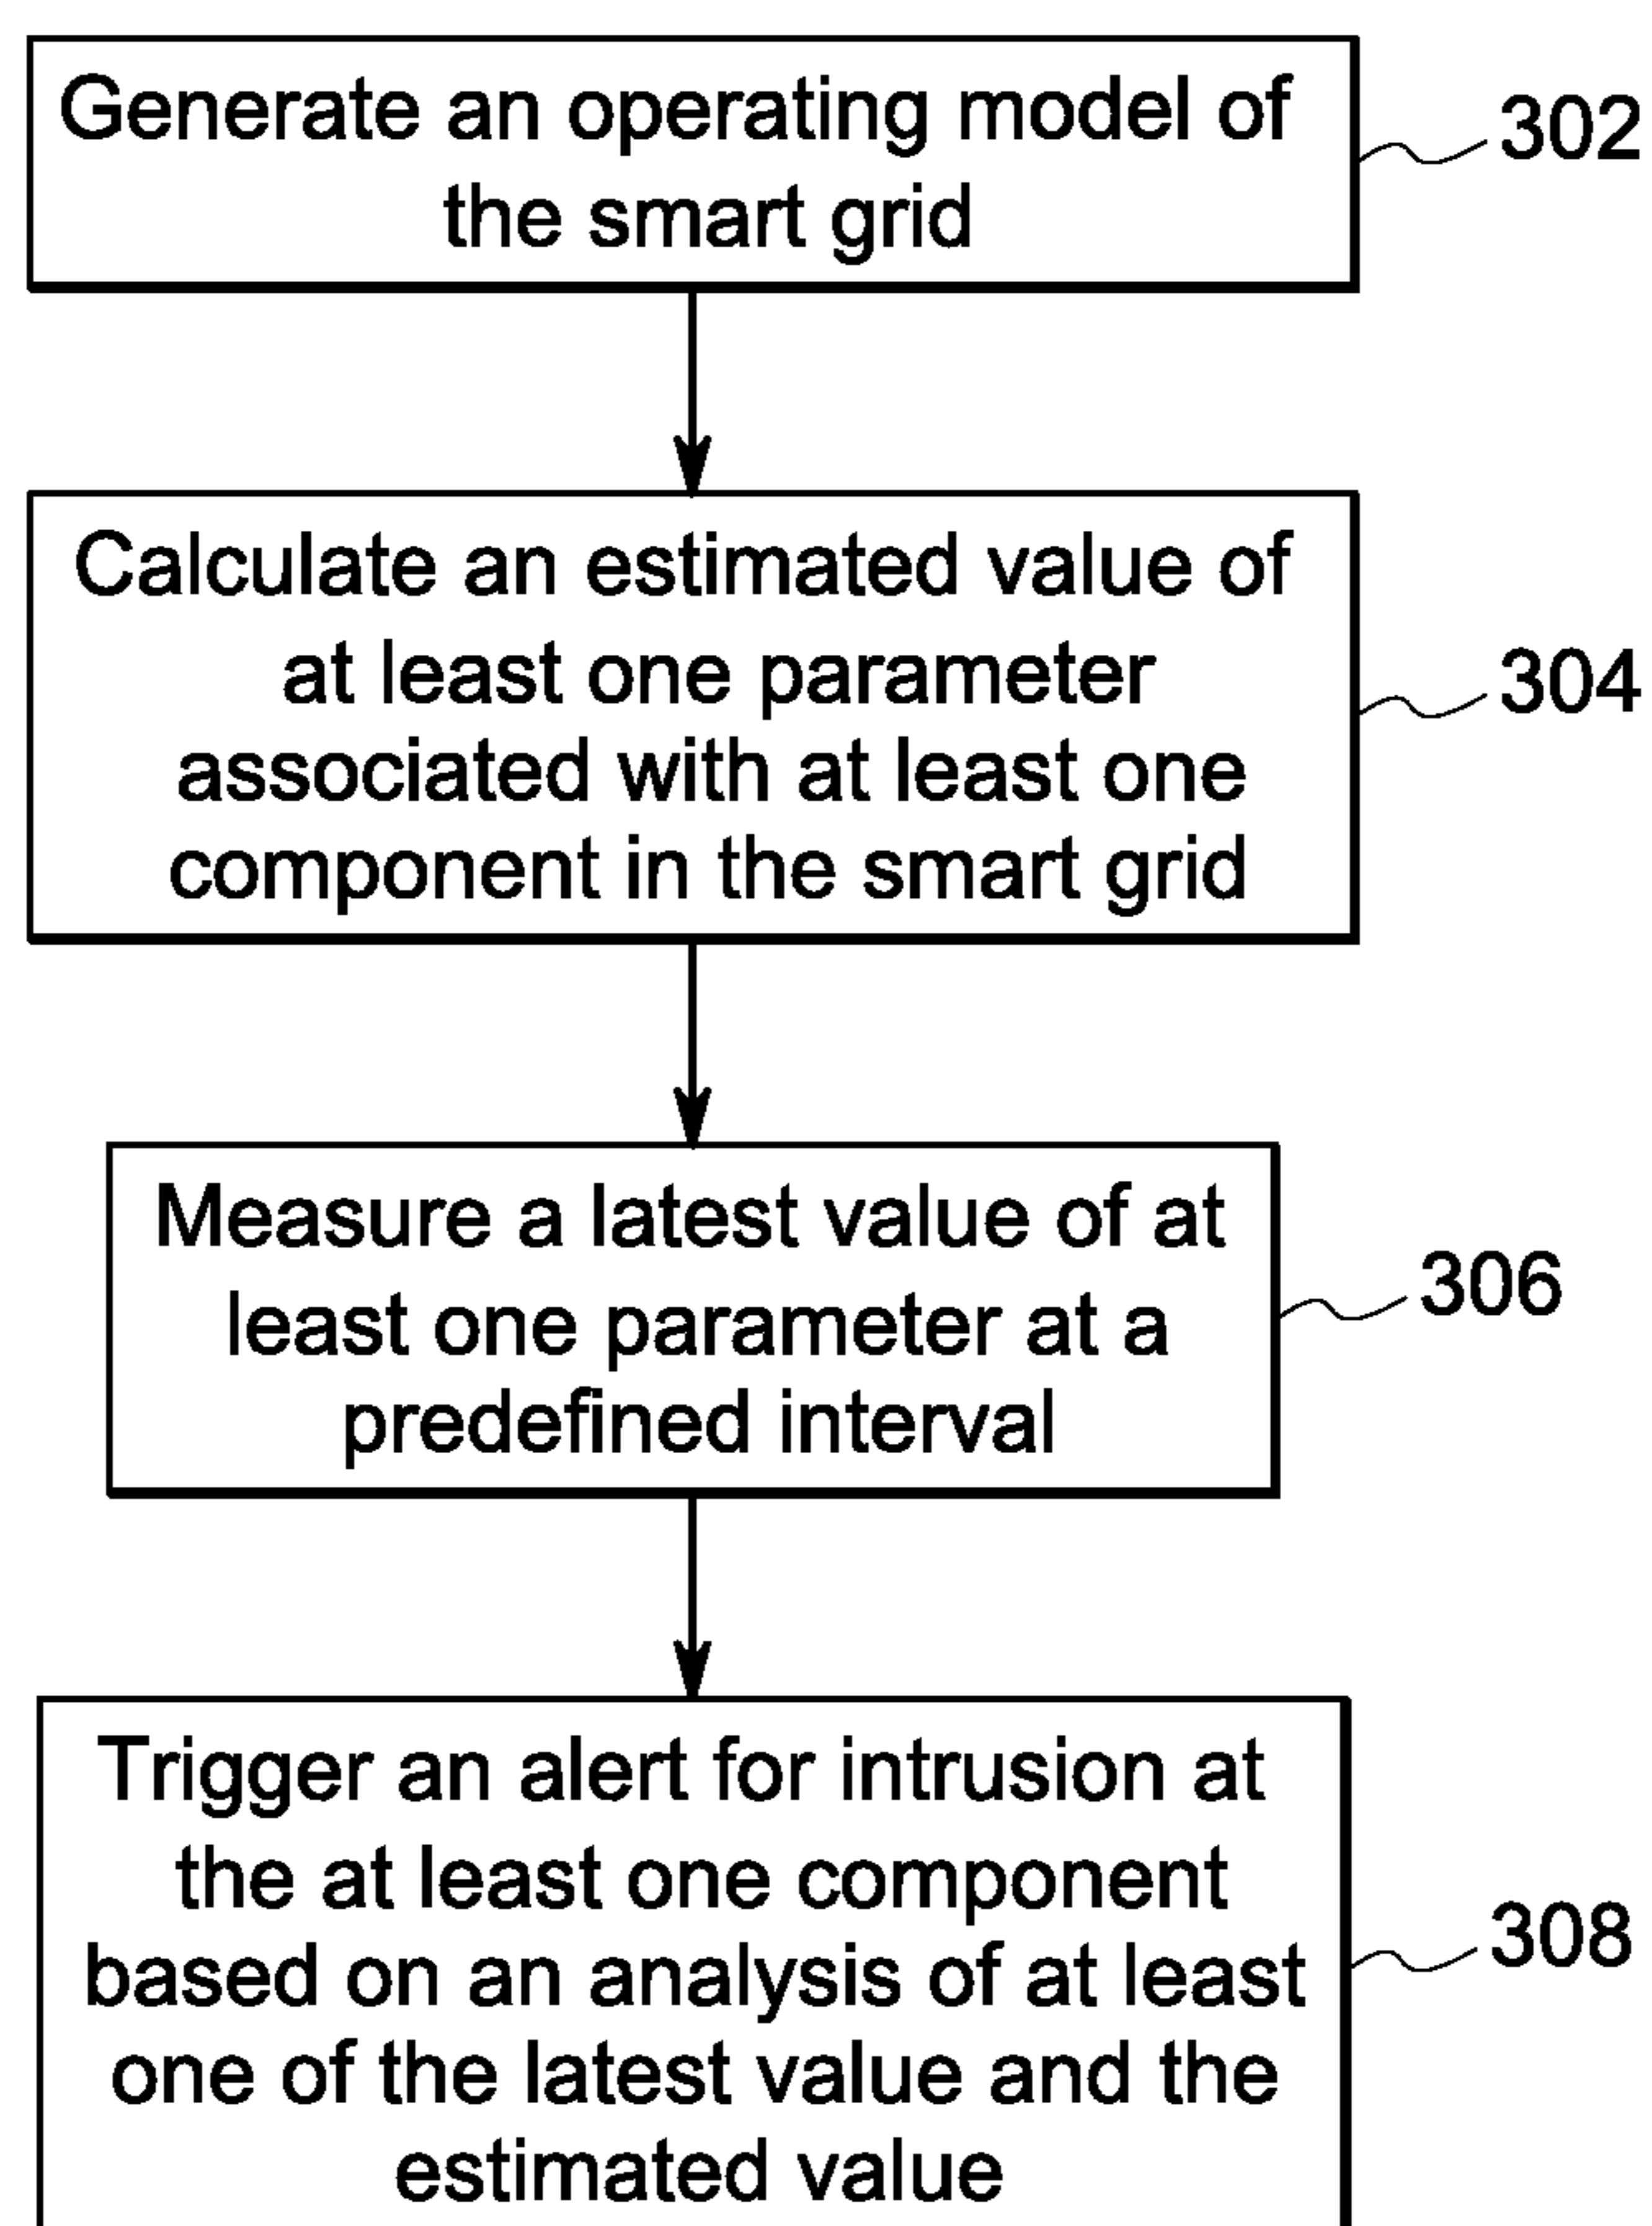 Generate an operating model of
the smart grid
302
Calculate an estimated value of
at least one parameter
associated with at least one
component in the smart grid
304
Measure a latest value of at
least one parameter at a
predefined interval
306
Trigger an alert for intrusion at
the at least one component
based on an analysis of at least
one of the latest value and the
estimated value
308